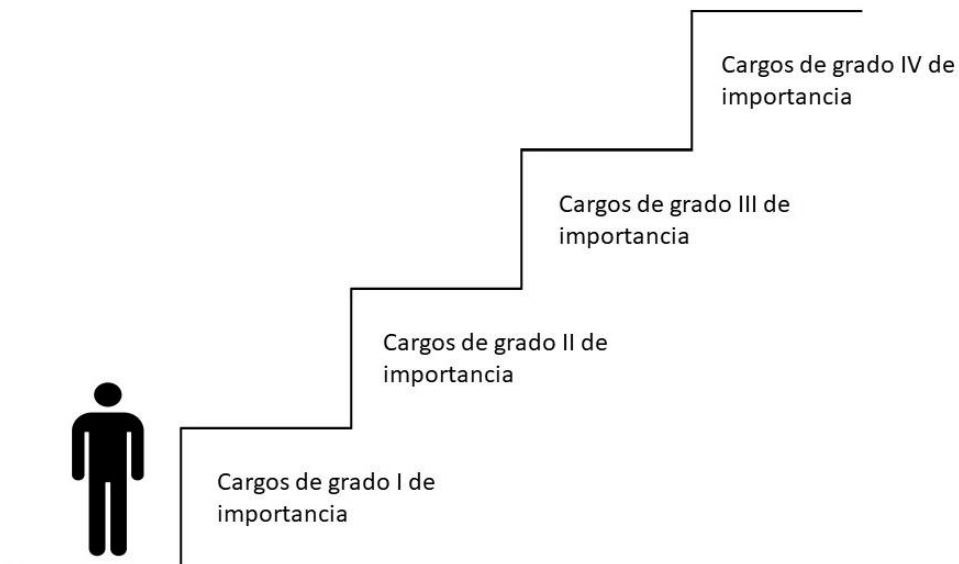 Cargos de grado IV de
importancia
Cargos de grado III de
importancia
Cargos de grado II de
importancia
Cargos de grado I de
importancia